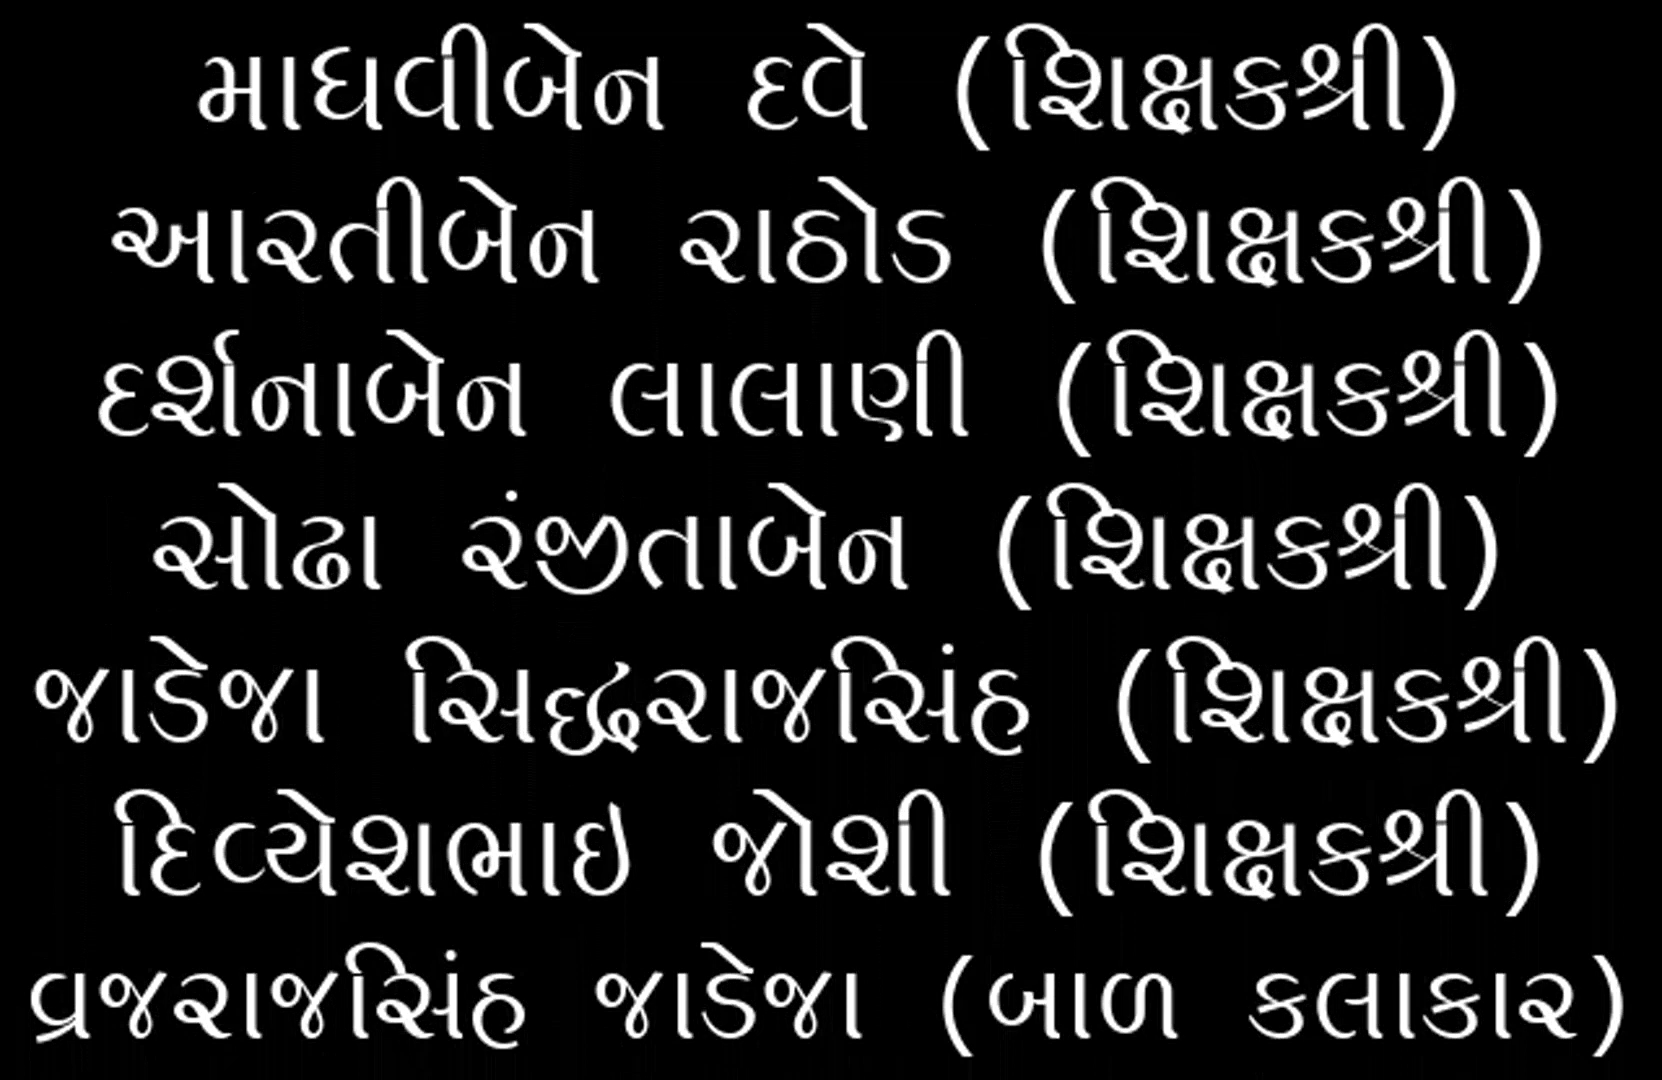 માધવીબેન દવે (શિક્ષકશ્રી)
આરતીબેન રાઠોડ (શિક્ષકશ્રી)
દર્શનાબેન લાલાણી (શિક્ષકશ્રી)
સોઢા રંજીતાબેન (શિક્ષકશ્રી)
જાડેજા સિદ્ધરાજસિંહ (શિક્ષકશ્રી)
દિવ્યેશભાઇ જોશી (શિક્ષકશ્રી)
વ્રજરાજસિંહ જાડેજા (બાળ કલાકાર)